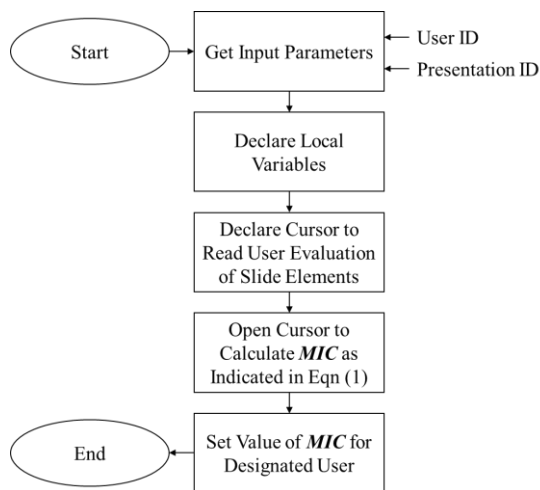 Start
Get Input Parameters
User ID
Presentation ID
Declare Local
Variables
Declare Cursor to
Read User Evaluation
of Slide Elements
Open Cursor to
Calculate MIC as
Indicated in Eqn (1)
Set Value of MIC for
Designated User
End